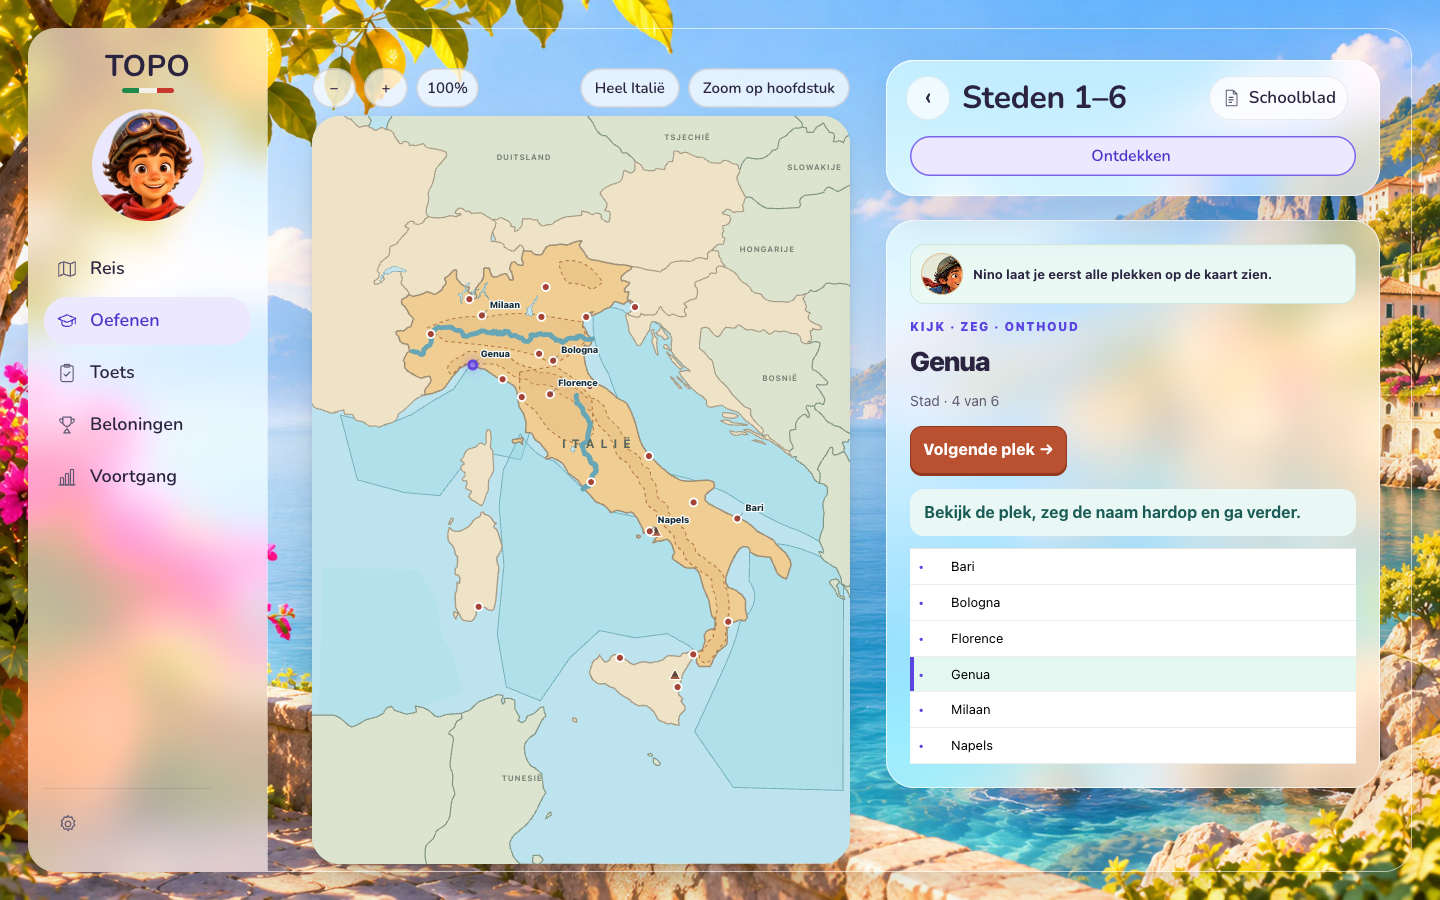 TOPO
Reis
Oefenen
Toets
Beloningen
Voortgang
−
+
100%
Heel Italië
Zoom op hoofdstuk
TSJECHIË
DUITSLAND
SLOWAKIJE
HONGARIJE
Milaan
Genua
Bologna
Florence
BOSNIË
ITALIË
Bari
Napels
TUNESIË
‹
Steden 1–6
Schoolblad
Ontdekken
Nino laat je eerst alle plekken op de kaart zien.
KIJK · ZEG · ONTHOUD
Genua
Stad · 4 van 6
Volgende plek →
Bekijk de plek, zeg de naam hardop en ga verder.
• Bari
• Bologna
• Florence
• Genua
• Milaan
• Napels